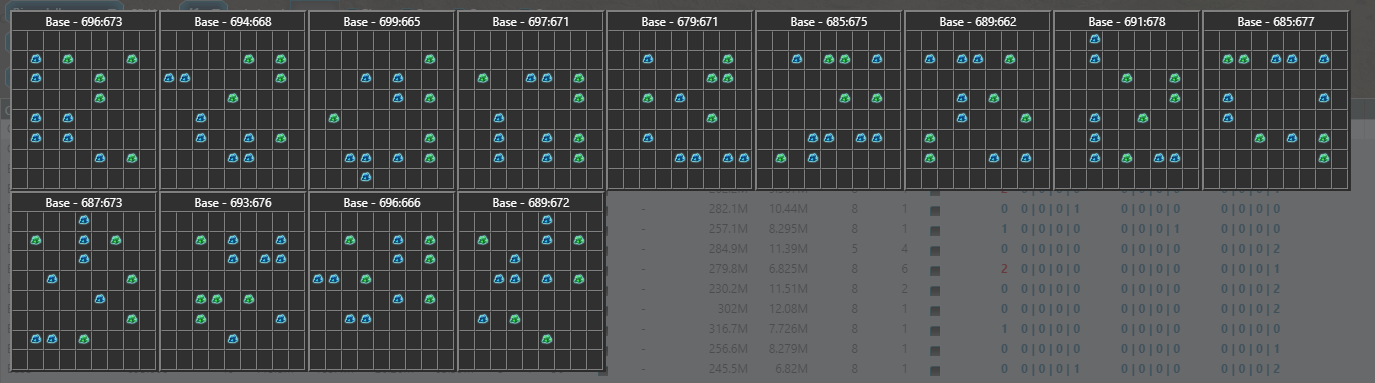 Base - 696:673
Base - 694:668
Base - 699:665
Base - 697:671
Base - 679:671
Base - 685:675
Base - 689:662
Base - 691:678
Base - 685:677
Base - 687:673
Base - 693:676
Base - 696:666
Base - 689:672
- 282.1M 10.44M 8 1 0 0 | 0 | 0 | 1 0 | 0 | 0 | 0 0 | 0 | 0 | 0
- 257.1M 8.295M 8 1 1 0 | 0 | 0 | 0 0 | 0 | 0 | 1 0 | 0 | 0 | 0
- 284.9M 11.39M 5 4 0 0 | 0 | 0 | 0 0 | 0 | 0 | 0 0 | 0 | 0 | 2
- 279.8M 6.825M 8 6 2 0 | 0 | 0 | 0 0 | 0 | 0 | 0 0 | 0 | 0 | 1
- 230.2M 11.51M 8 2 0 0 | 0 | 0 | 0 0 | 0 | 0 | 0 0 | 0 | 0 | 2
- 302M 12.08M 8 0 0 | 0 | 0 | 0 0 | 0 | 0 | 0 0 | 0 | 0 | 2
- 316.7M 7.726M 8 1 1 0 | 0 | 0 | 0 0 | 0 | 0 | 0 0 | 0 | 0 | 0
- 256.6M 8.279M 8 1 0 0 | 0 | 0 | 0 0 | 0 | 0 | 0 0 | 0 | 0 | 1
- 245.5M 6.82M 8 1 0 0 | 0 | 0 | 1 0 | 0 | 0 | 0 0 | 0 | 0 | 2